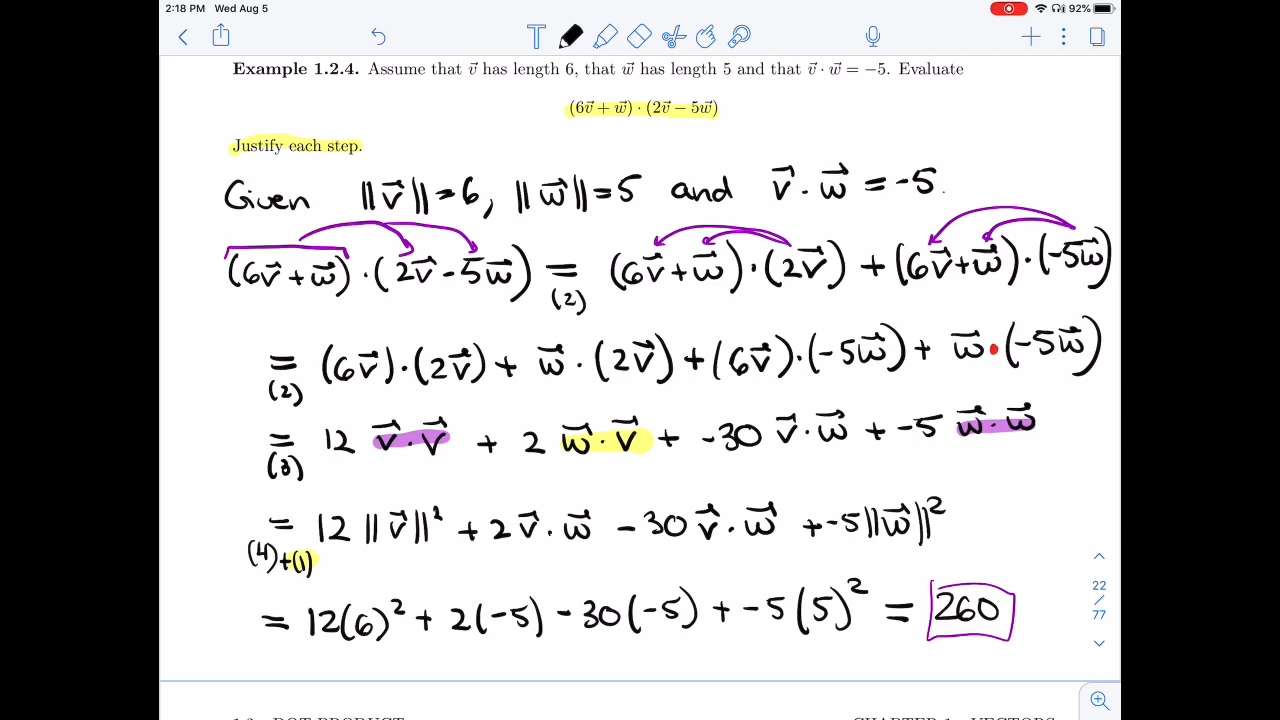 2:18 PM Wed Aug 5 92%
T
Example 1.2.4. Assume that v⃗ has length 6, that w⃗ has length 5 and that v⃗ · w⃗ = −5. Evaluate
(6v⃗ + w⃗) · (2v⃗ − 5w⃗)
Justify each step.
Given ‖v⃗‖ = 6, ‖w⃗‖ = 5 and v⃗ · w⃗ = -5.
(6v⃗ + w⃗) · (2v⃗ - 5w⃗) = (6v⃗ + w⃗) · (2v⃗) + (6v⃗ + w⃗) · (-5w⃗)
(2)
= (6v⃗) · (2v⃗) + w⃗ · (2v⃗) + (6v⃗) · (-5w⃗) + w⃗ · (-5w⃗)
(2)
= 12 v⃗ · v⃗ + 2 w⃗ · v⃗ + -30 v⃗ · w⃗ + -5 w⃗ · w⃗
(3)
= 12 ‖v⃗‖² + 2 v⃗ · w⃗ - 30 v⃗ · w⃗ + -5‖w⃗‖²
(4)+(1)
= 12(6)² + 2(-5) - 30(-5) + -5(5)² = 260
22
/
77